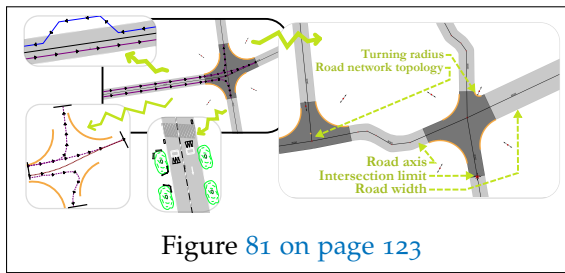 Turning radius
Road network topology
Road axis
Intersection limit
Road width
Figure 81 on page 123